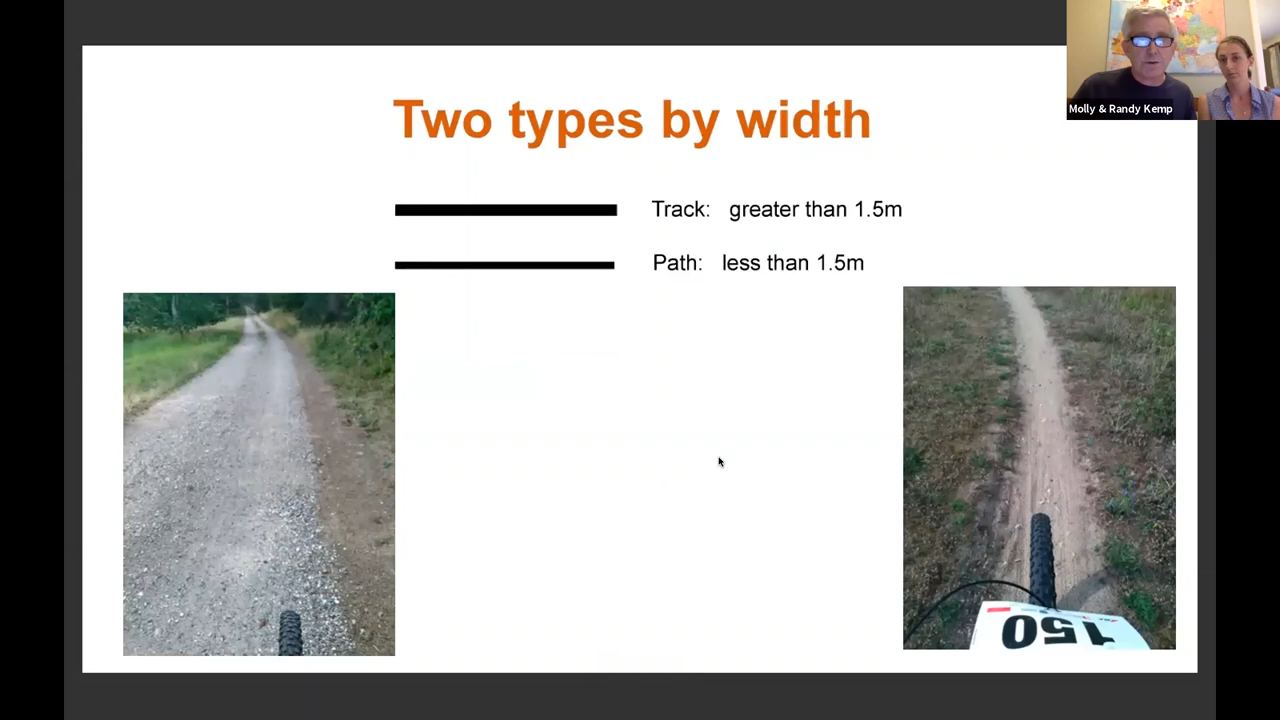 Two types by width
Molly & Randy Kemp
Track: greater than 1.5m
Path: less than 1.5m
150